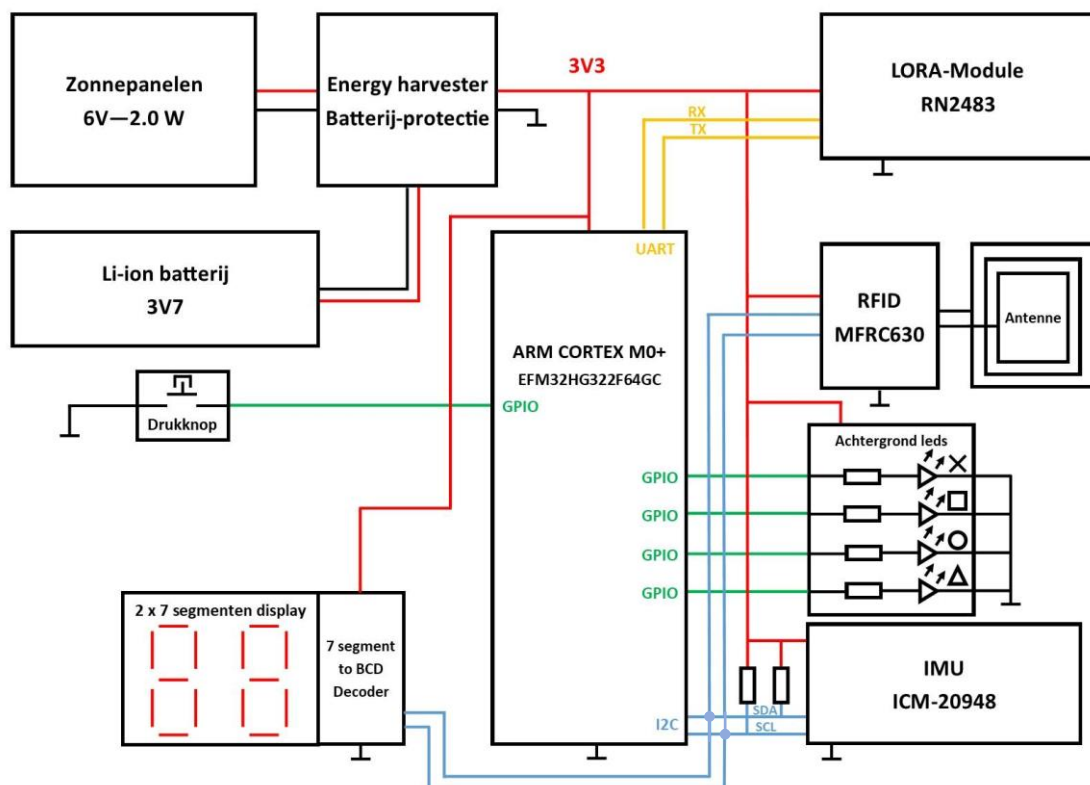 Zonnepanelen
6V—2.0 W
Energy harvester
Batterij-protectie
3V3
LORA-Module
RN2483
RX
TX
UART
Li-ion batterij
3V7
RFID
MFRC630
Antenne
ARM CORTEX M0+
EFM32HG322F64GC
GPIO
Drukknop
Achtergrond leds
GPIO
GPIO
GPIO
GPIO
2 x 7 segmenten display
7 segment
to BCD
Decoder
IMU
ICM-20948
I2C
SDA
SCL